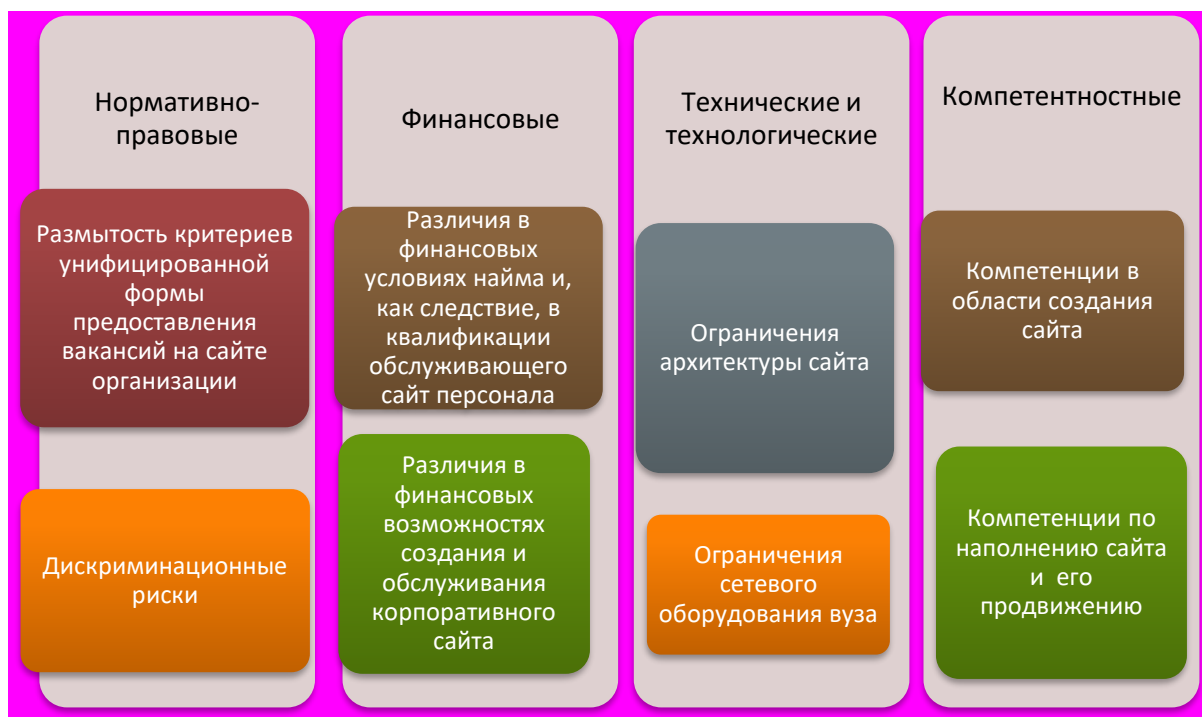 Нормативно-
правовые
Размытость критериев
унифицированной
формы
предоставления
вакансий на сайте
организации
Дискриминационные
риски
Финансовые
Различия в
финансовых
условиях найма и,
как следствие, в
квалификации
обслуживающего
сайт персонала
Различия в
финансовых
возможностях
создания и
обслуживания
корпоративного
сайта
Технические и
технологические
Ограничения
архитектуры сайта
Ограничения
сетевого
оборудования вуза
Компетентностные
Компетенции в
области создания
сайта
Компетенции по
наполнению сайта
и его
продвижению